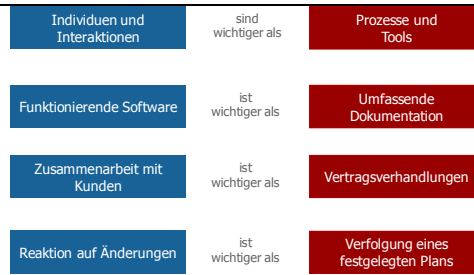 Individuen und
Interaktionen
sind
wichtiger als
Prozesse und
Tools
Funktionierende Software
ist
wichtiger als
Umfassende
Dokumentation
Zusammenarbeit mit
Kunden
ist
wichtiger als
Vertragsverhandlungen
Reaktion auf Änderungen
ist
wichtiger als
Verfolgung eines
festgelegten Plans